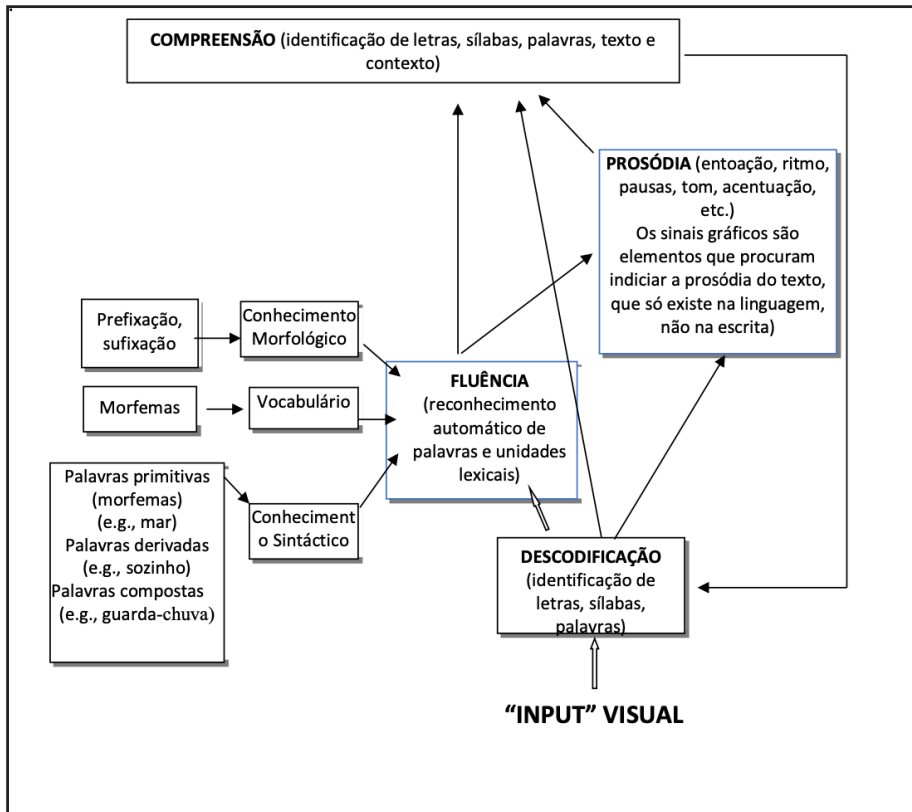 COMPREENSÃO (identificação de letras, sílabas, palavras, texto e
contexto)
PROSÓDIA (entoação, ritmo,
pausas, tom, acentuação,
etc.)
Os sinais gráficos são
elementos que procuram
indiciar a prosódia do texto,
que só existe na linguagem,
não na escrita)
Prefixação,
sufixação
Conhecimento
Morfológico
Morfemas
Vocabulário
FLUÊNCIA
(reconhecimento
automático de
palavras e unidades
lexicais)
Palavras primitivas
(morfemas)
(e.g., mar)
Palavras derivadas
(e.g., sozinho)
Palavras compostas
(e.g., guarda-chuva)
Conheciment
o Sintáctico
DESCODIFICAÇÃO
(identificação de
letras, sílabas,
palavras)
“INPUT” VISUAL